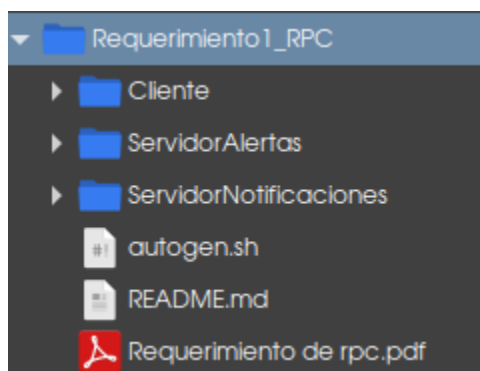 Requerimiento1_RPC
Cliente
ServidorAlertas
ServidorNotificaciones
#!
autogen.sh
README.md
Requerimiento de rpc.pdf